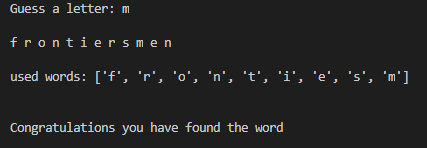 Guess a letter: m
f r o n t i e r s m e n
used words: ['f', 'r', 'o', 'n', 't', 'i', 'e', 's', 'm']
Congratulations you have found the word